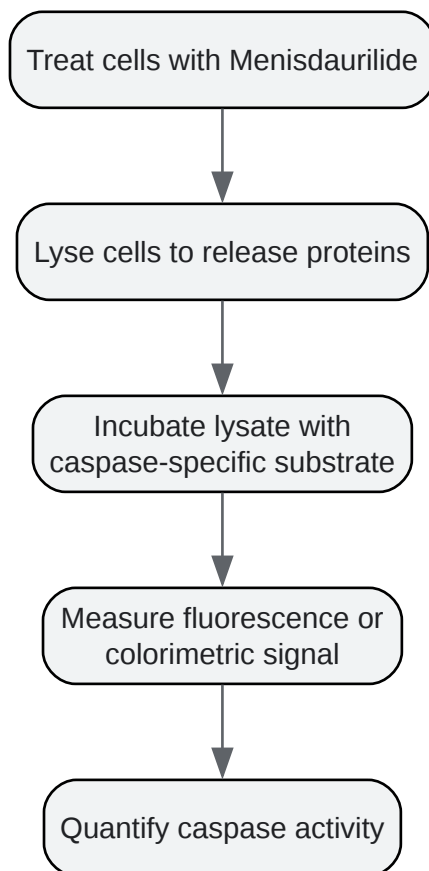 Treat cells with Menisdaurilide
Lyse cells to release proteins
Incubate lysate with
caspase-specific substrate
Measure fluorescence or
colorimetric signal
Quantify caspase activity